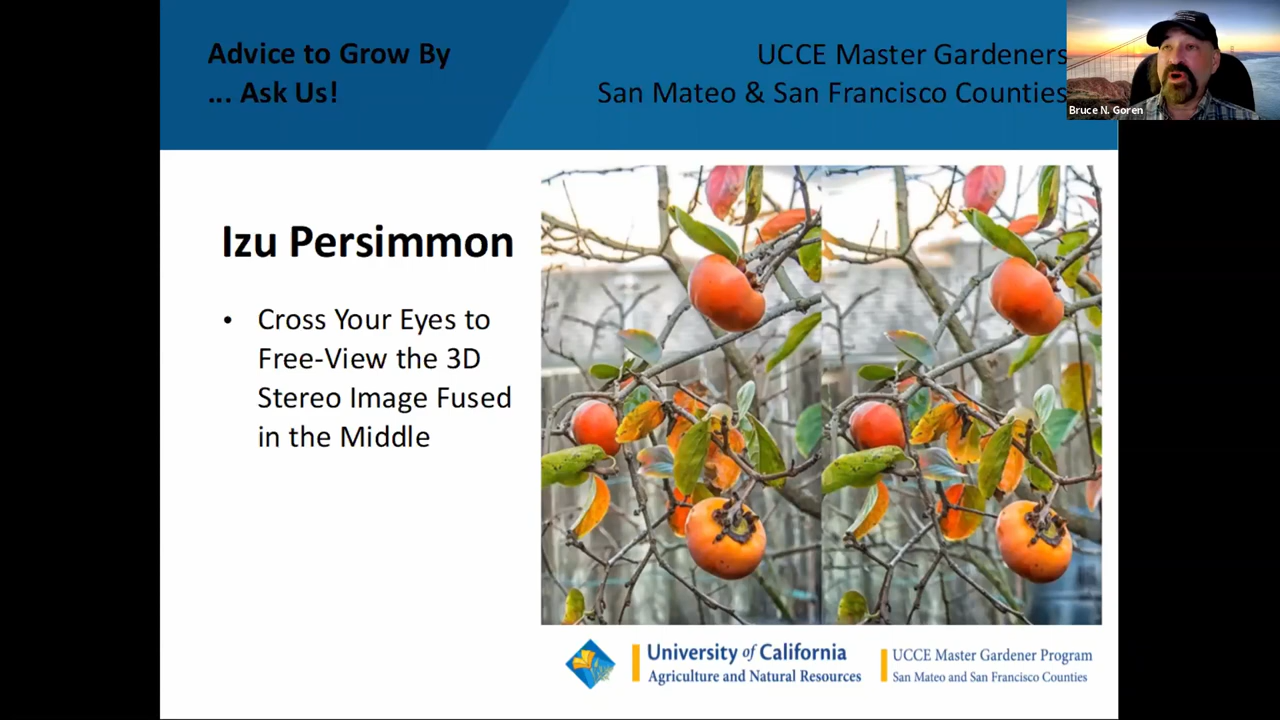 Advice to Grow By
... Ask Us!
UCCE Master Gardeners
San Mateo & San Francisco Counties
Bruce N. Goren
Izu Persimmon
• Cross Your Eyes to
Free-View the 3D
Stereo Image Fused
in the Middle
University of California
Agriculture and Natural Resources
UCCE Master Gardener Program
San Mateo and San Francisco Counties